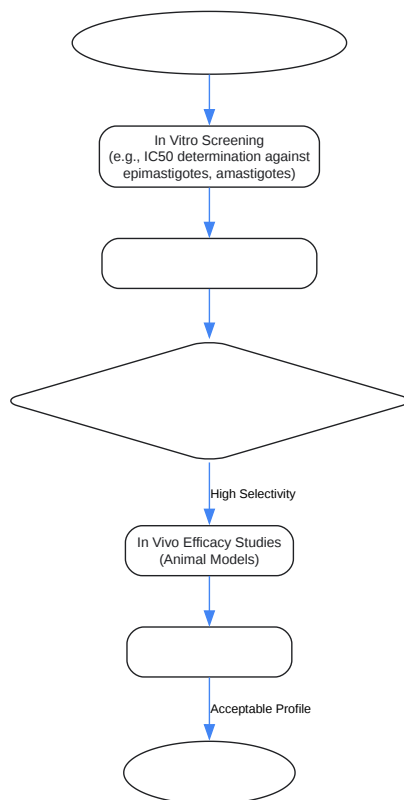 In Vitro Screening
(e.g., IC50 determination against
epimastigotes, amastigotes)
High Selectivity
In Vivo Efficacy Studies
(Animal Models)
Acceptable Profile